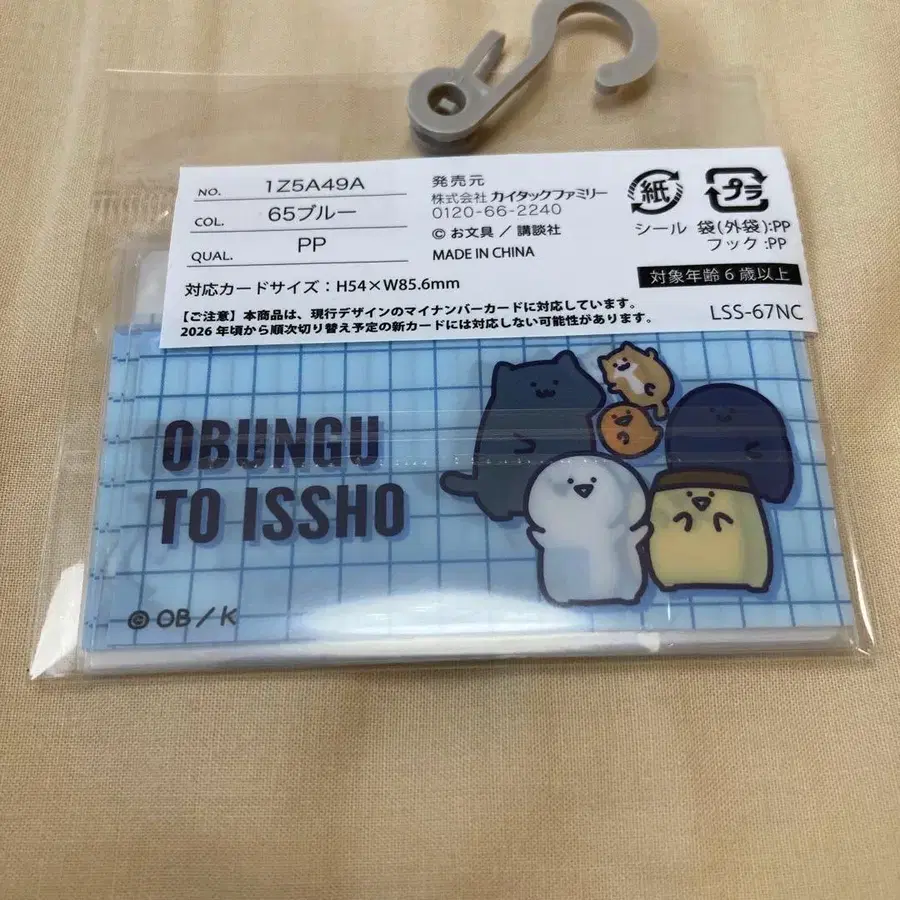 NO. 1Z5A49A
COL. 65ブルー
QUAL. PP
発売元
株式会社 カイタックファミリー
0120-66-2240
© お文具 / 講談社
MADE IN CHINA
紙
シール
プラ
袋(外袋):PP
フック:PP
対応カードサイズ:H54×W85.6mm
対象年齢6歳以上
【ご注意】本商品は、現行デザインのマイナンバーカードに対応しています。
2026年頃から順次切り替え予定の新カードには対応しない可能性があります。
LSS-67NC
OBUNGU
TO ISSHO
© OB / K